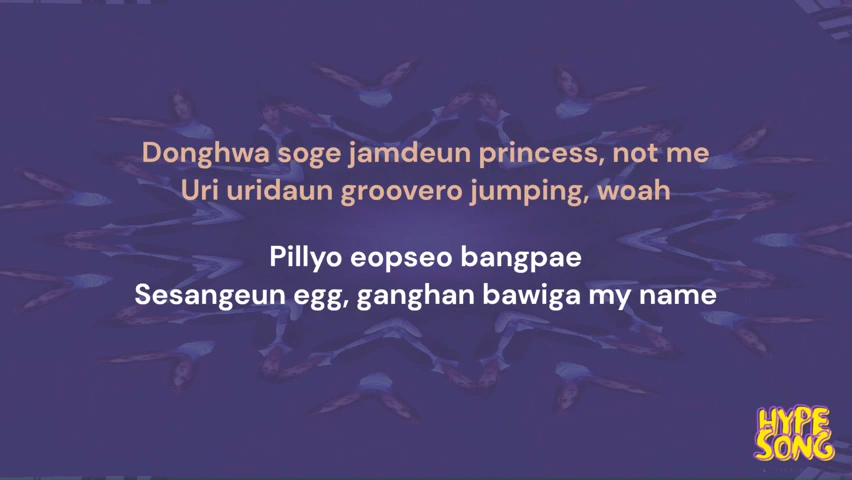 Donghwa soge jamdeun princess, not me
Uri uridaun groovero jumping, woah
Pillyo eopseo bangpae
Sesangeun egg, ganghan bawiga my name
HYPE
SONG